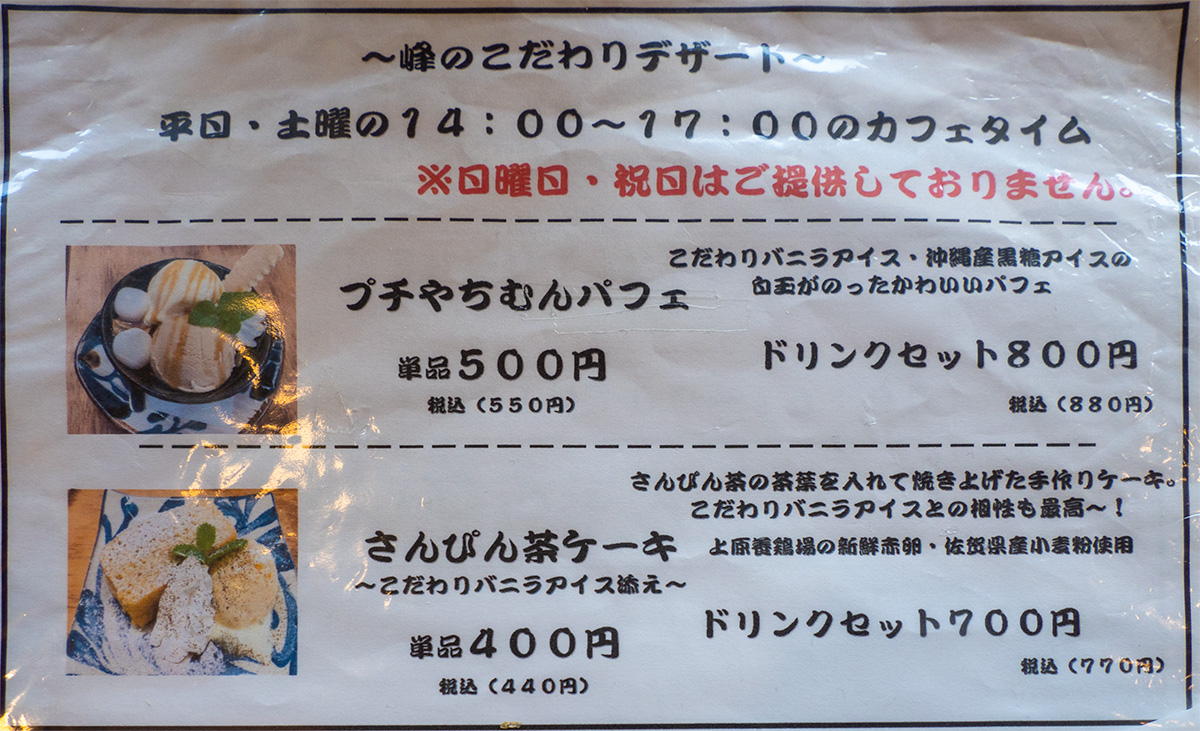 ～峰のこだわりデザート～
平日・土曜の14：00～17：00のカフェタイム
※日曜日・祝日はご提供しておりません。
プチやちむんパフェ
こだわりバニラアイス・沖縄産黒糖アイスの
白玉がのったかわいいパフェ
単品500円
税込（550円）
ドリンクセット800円
税込（880円）
さんぴん茶ケーキ
～こだわりバニラアイス添え～
さんぴん茶の茶葉を入れて焼き上げた手作りケーキ。
こだわりバニラアイスとの相性も最高～！
上原養鶏場の新鮮赤卵・佐賀県産小麦粉使用
単品400円
税込（440円）
ドリンクセット700円
税込（770円）